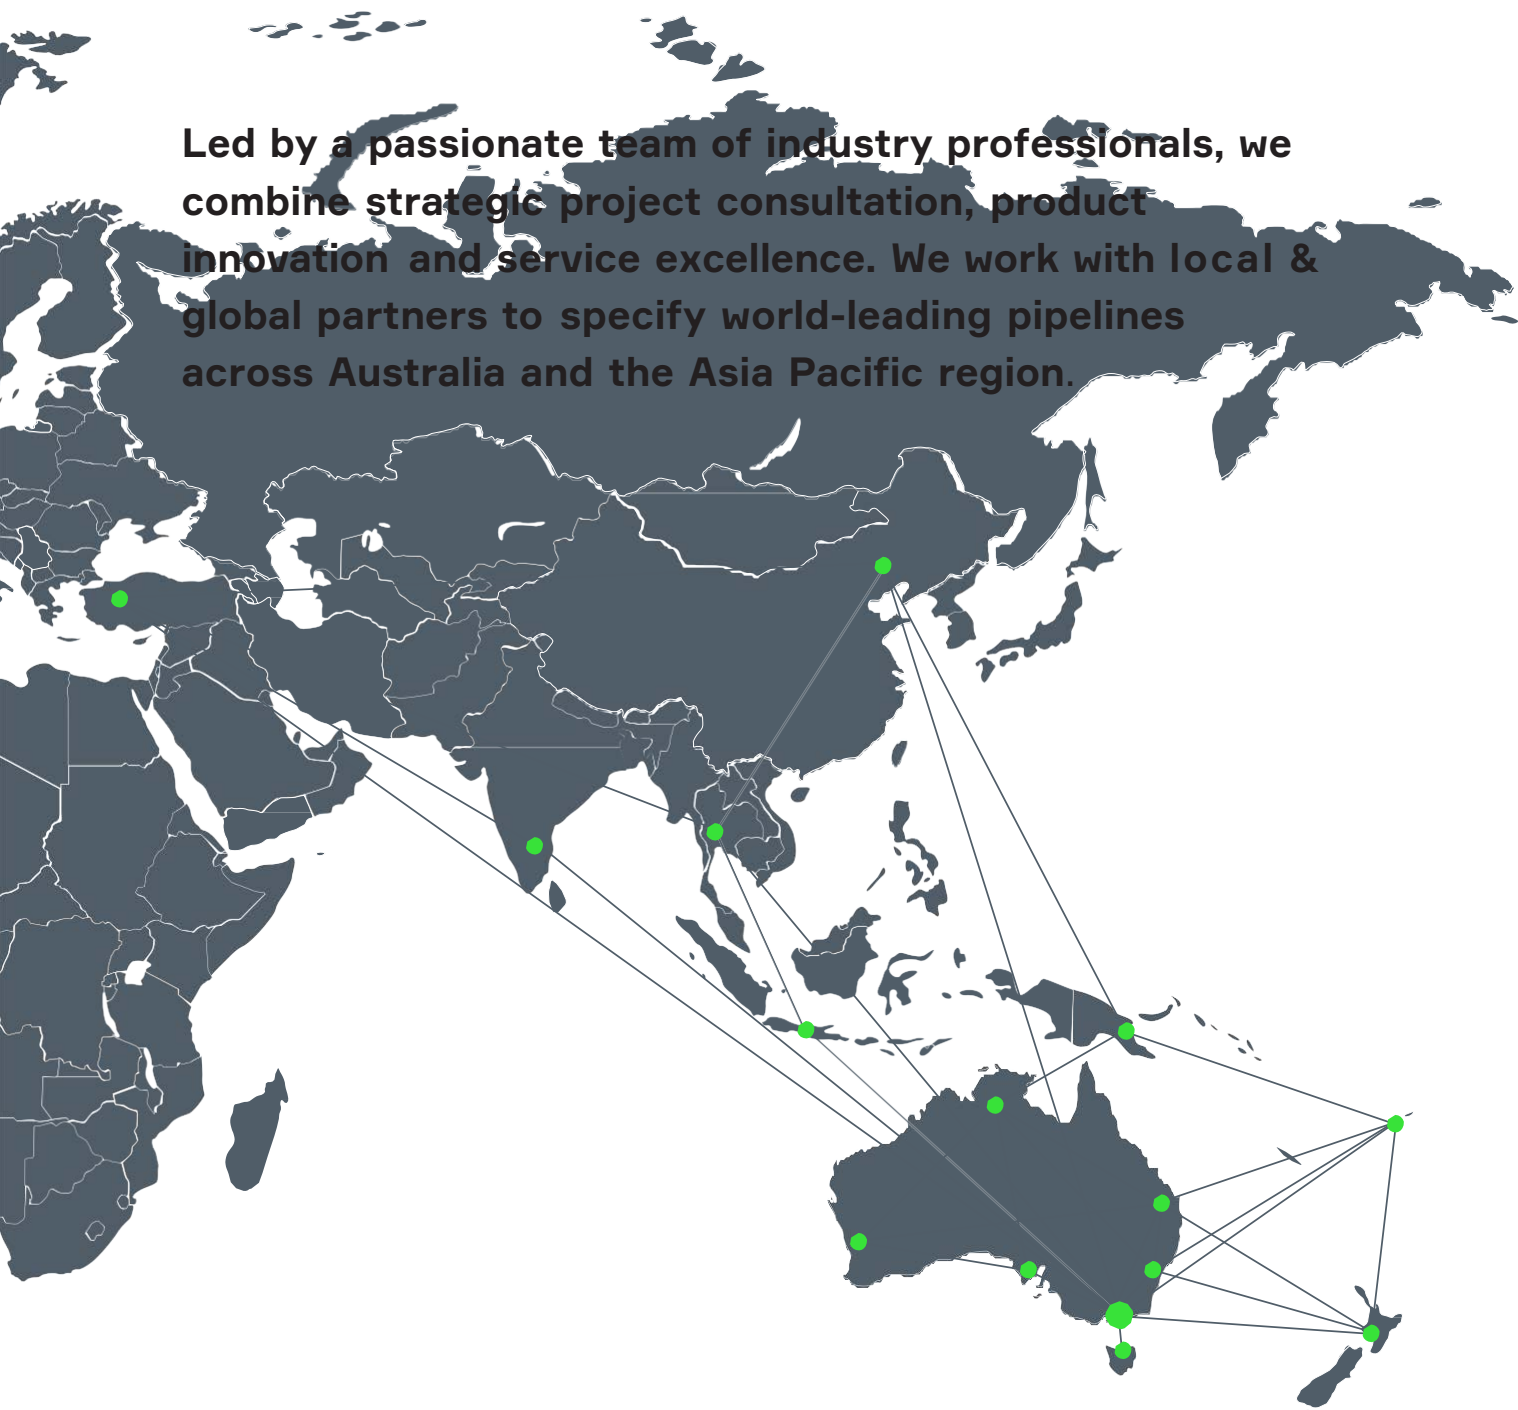 Led by a passionate team of industry professionals, we
combine strategic project consultation, product
innovation and service excellence. We work with local &
global partners to specify world-leading pipelines
across Australia and the Asia Pacific region.